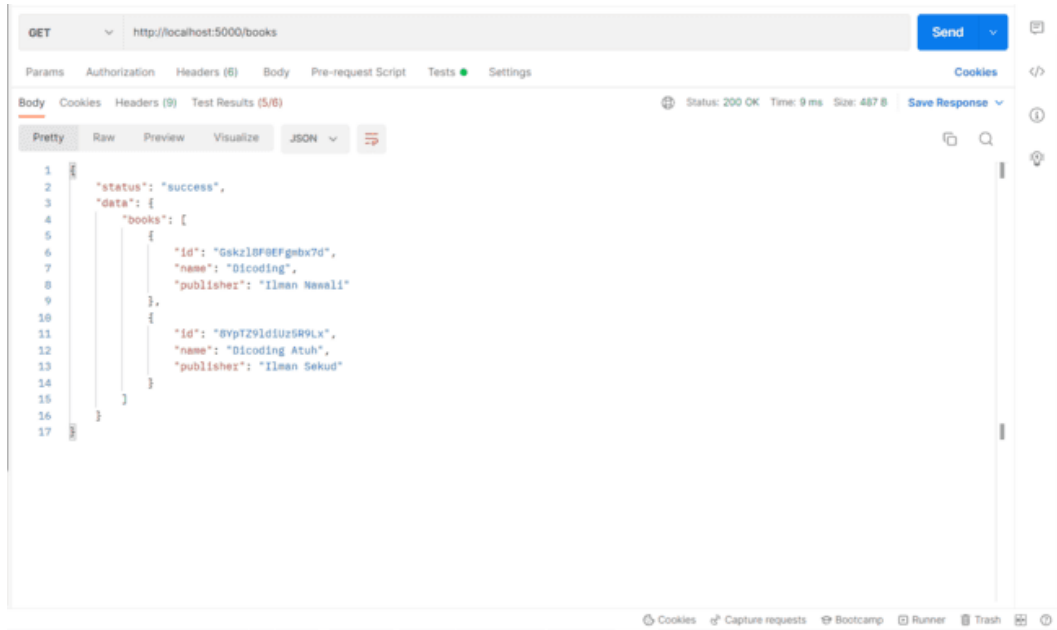 GET http://localhost:5000/books Send
Params Authorization Headers (6) Body Pre-request Script Tests Settings Cookies
Body Cookies Headers (9) Test Results (5/6) Status: 200 OK Time: 9 ms Size: 487 B Save Response
Pretty Raw Preview Visualize JSON
1 {
2 "status": "success",
3 "data": {
4 "books": [
5 {
6 "id": "Gskzl8F0EFgmbx7d",
7 "name": "Dicoding",
8 "publisher": "Ilman Nawali"
9 },
10 {
11 "id": "8YpTZ9ldiUzSR9Lx",
12 "name": "Dicoding Atuh",
13 "publisher": "Ilman Sekud"
14 }
15 ]
16 }
17 }
Cookies Capture requests Bootcamp Runner Trash